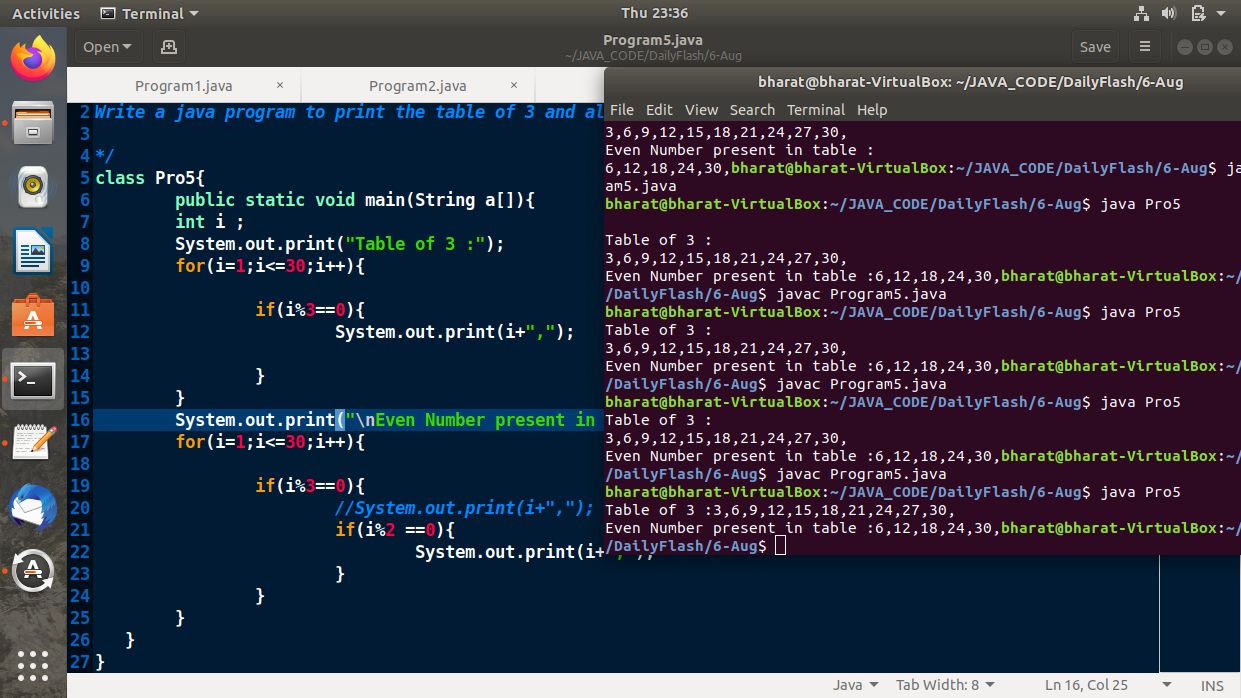 Activities Terminal Thu 23:36
Open Program5.java Save
~/JAVA_CODE/DailyFlash/6-Aug
Program1.java × Program2.java ×
2 Write a java program to print the table of 3 and al
3
4 */
5 class Pro5{
6 public static void main(String a[]){
7 int i ;
8 System.out.print("Table of 3 :");
9 for(i=1;i<=30;i++){
10
11 if(i%3==0){
12 System.out.print(i+",");
13
14 }
15 }
16 System.out.print("\nEven Number present in
17 for(i=1;i<=30;i++){
18
19 if(i%3==0){
20 //System.out.print(i+",");
21 if(i%2 ==0){
22 System.out.print(i+",");
23 }
24 }
25 }
26 }
27 }
bharat@bharat-VirtualBox: ~/JAVA_CODE/DailyFlash/6-Aug
File Edit View Search Terminal Help
3,6,9,12,15,18,21,24,27,30,
Even Number present in table :
6,12,18,24,30,bharat@bharat-VirtualBox:~/JAVA_CODE/DailyFlash/6-Aug$ ja
am5.java
bharat@bharat-VirtualBox:~/JAVA_CODE/DailyFlash/6-Aug$ java Pro5
Table of 3 :
3,6,9,12,15,18,21,24,27,30,
Even Number present in table :6,12,18,24,30,bharat@bharat-VirtualBox:~/
/DailyFlash/6-Aug$ javac Program5.java
bharat@bharat-VirtualBox:~/JAVA_CODE/DailyFlash/6-Aug$ java Pro5
Table of 3 :
3,6,9,12,15,18,21,24,27,30,
Even Number present in table :6,12,18,24,30,bharat@bharat-VirtualBox:~/
/DailyFlash/6-Aug$ javac Program5.java
bharat@bharat-VirtualBox:~/JAVA_CODE/DailyFlash/6-Aug$ java Pro5
Table of 3 :
3,6,9,12,15,18,21,24,27,30,
Even Number present in table :6,12,18,24,30,bharat@bharat-VirtualBox:~/
/DailyFlash/6-Aug$ javac Program5.java
bharat@bharat-VirtualBox:~/JAVA_CODE/DailyFlash/6-Aug$ java Pro5
Table of 3 :3,6,9,12,15,18,21,24,27,30,
Even Number present in table :6,12,18,24,30,bharat@bharat-VirtualBox:~/
/DailyFlash/6-Aug$
Java Tab Width: 8 Ln 16, Col 25 INS